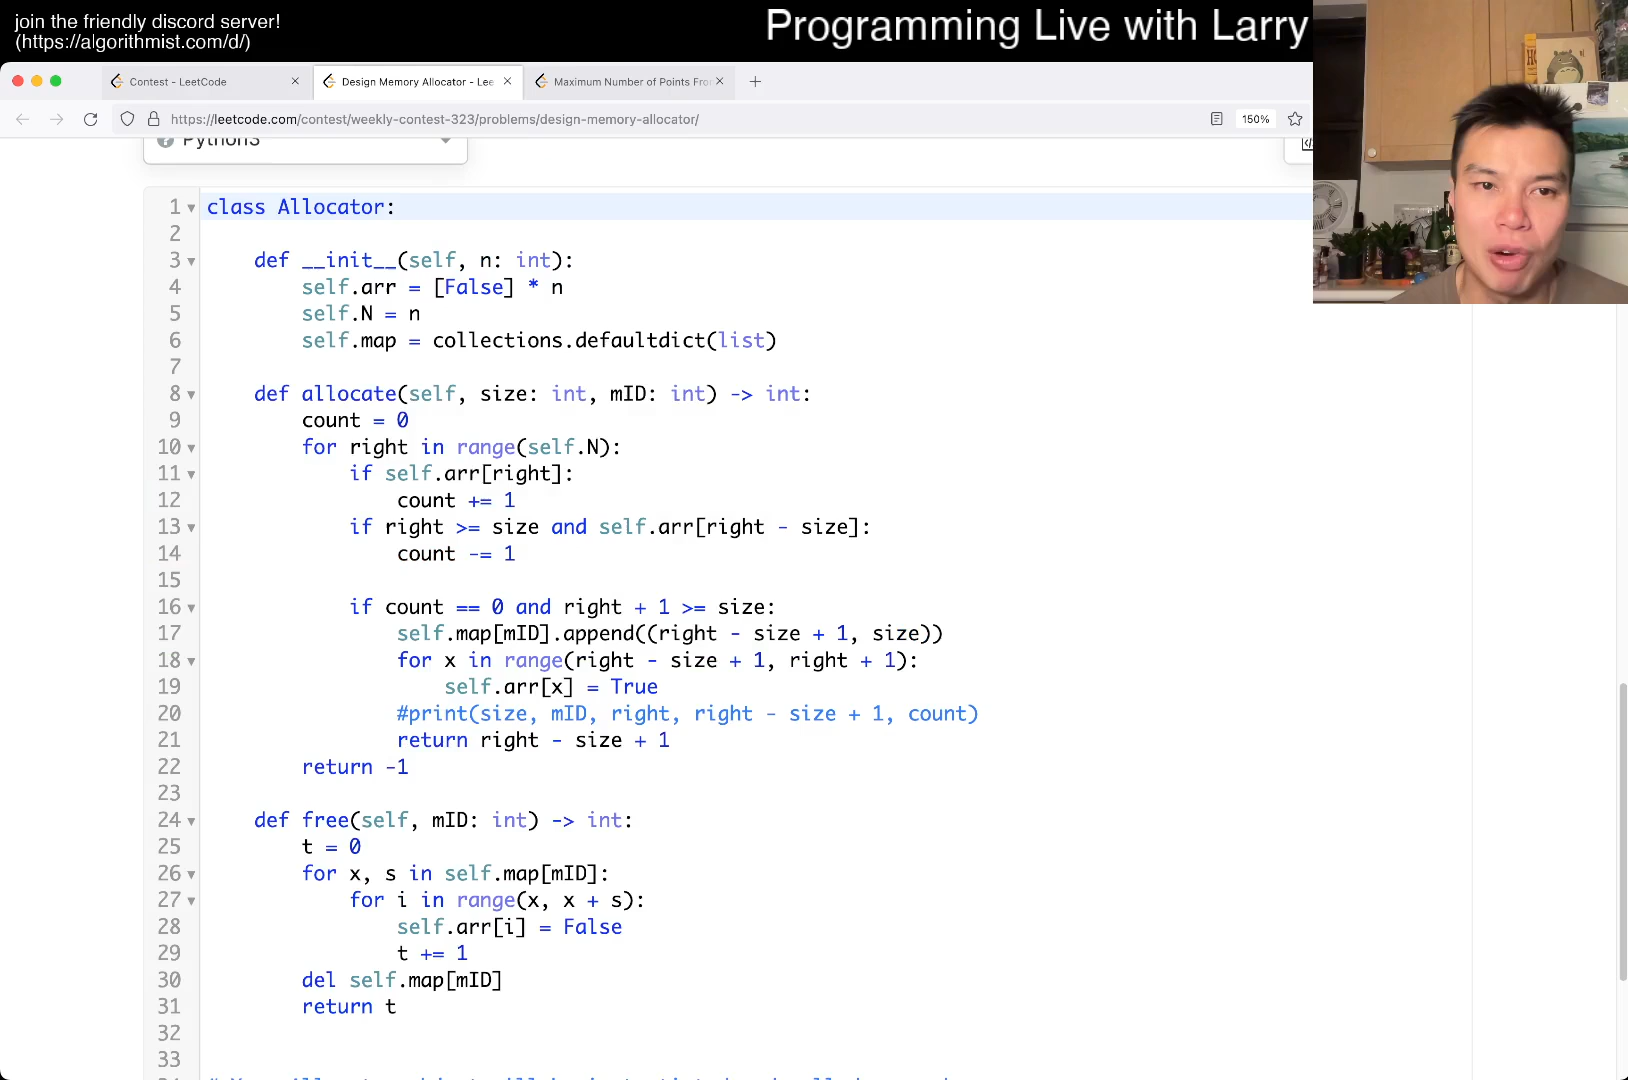 join the friendly discord server!
(https://algorithmist.com/d/)
Programming Live with Larry
Contest - LeetCode
Design Memory Allocator - Lee
Maximum Number of Points Fro
https://leetcode.com/contest/weekly-contest-323/problems/design-memory-allocator/
150%
Python3
1 class Allocator:
2
3 def __init__(self, n: int):
4 self.arr = [False] * n
5 self.N = n
6 self.map = collections.defaultdict(list)
7
8 def allocate(self, size: int, mID: int) -> int:
9 count = 0
10 for right in range(self.N):
11 if self.arr[right]:
12 count += 1
13 if right >= size and self.arr[right - size]:
14 count -= 1
15
16 if count == 0 and right + 1 >= size:
17 self.map[mID].append((right - size + 1, size))
18 for x in range(right - size + 1, right + 1):
19 self.arr[x] = True
20 #print(size, mID, right, right - size + 1, count)
21 return right - size + 1
22 return -1
23
24 def free(self, mID: int) -> int:
25 t = 0
26 for x, s in self.map[mID]:
27 for i in range(x, x + s):
28 self.arr[i] = False
29 t += 1
30 del self.map[mID]
31 return t
32
33